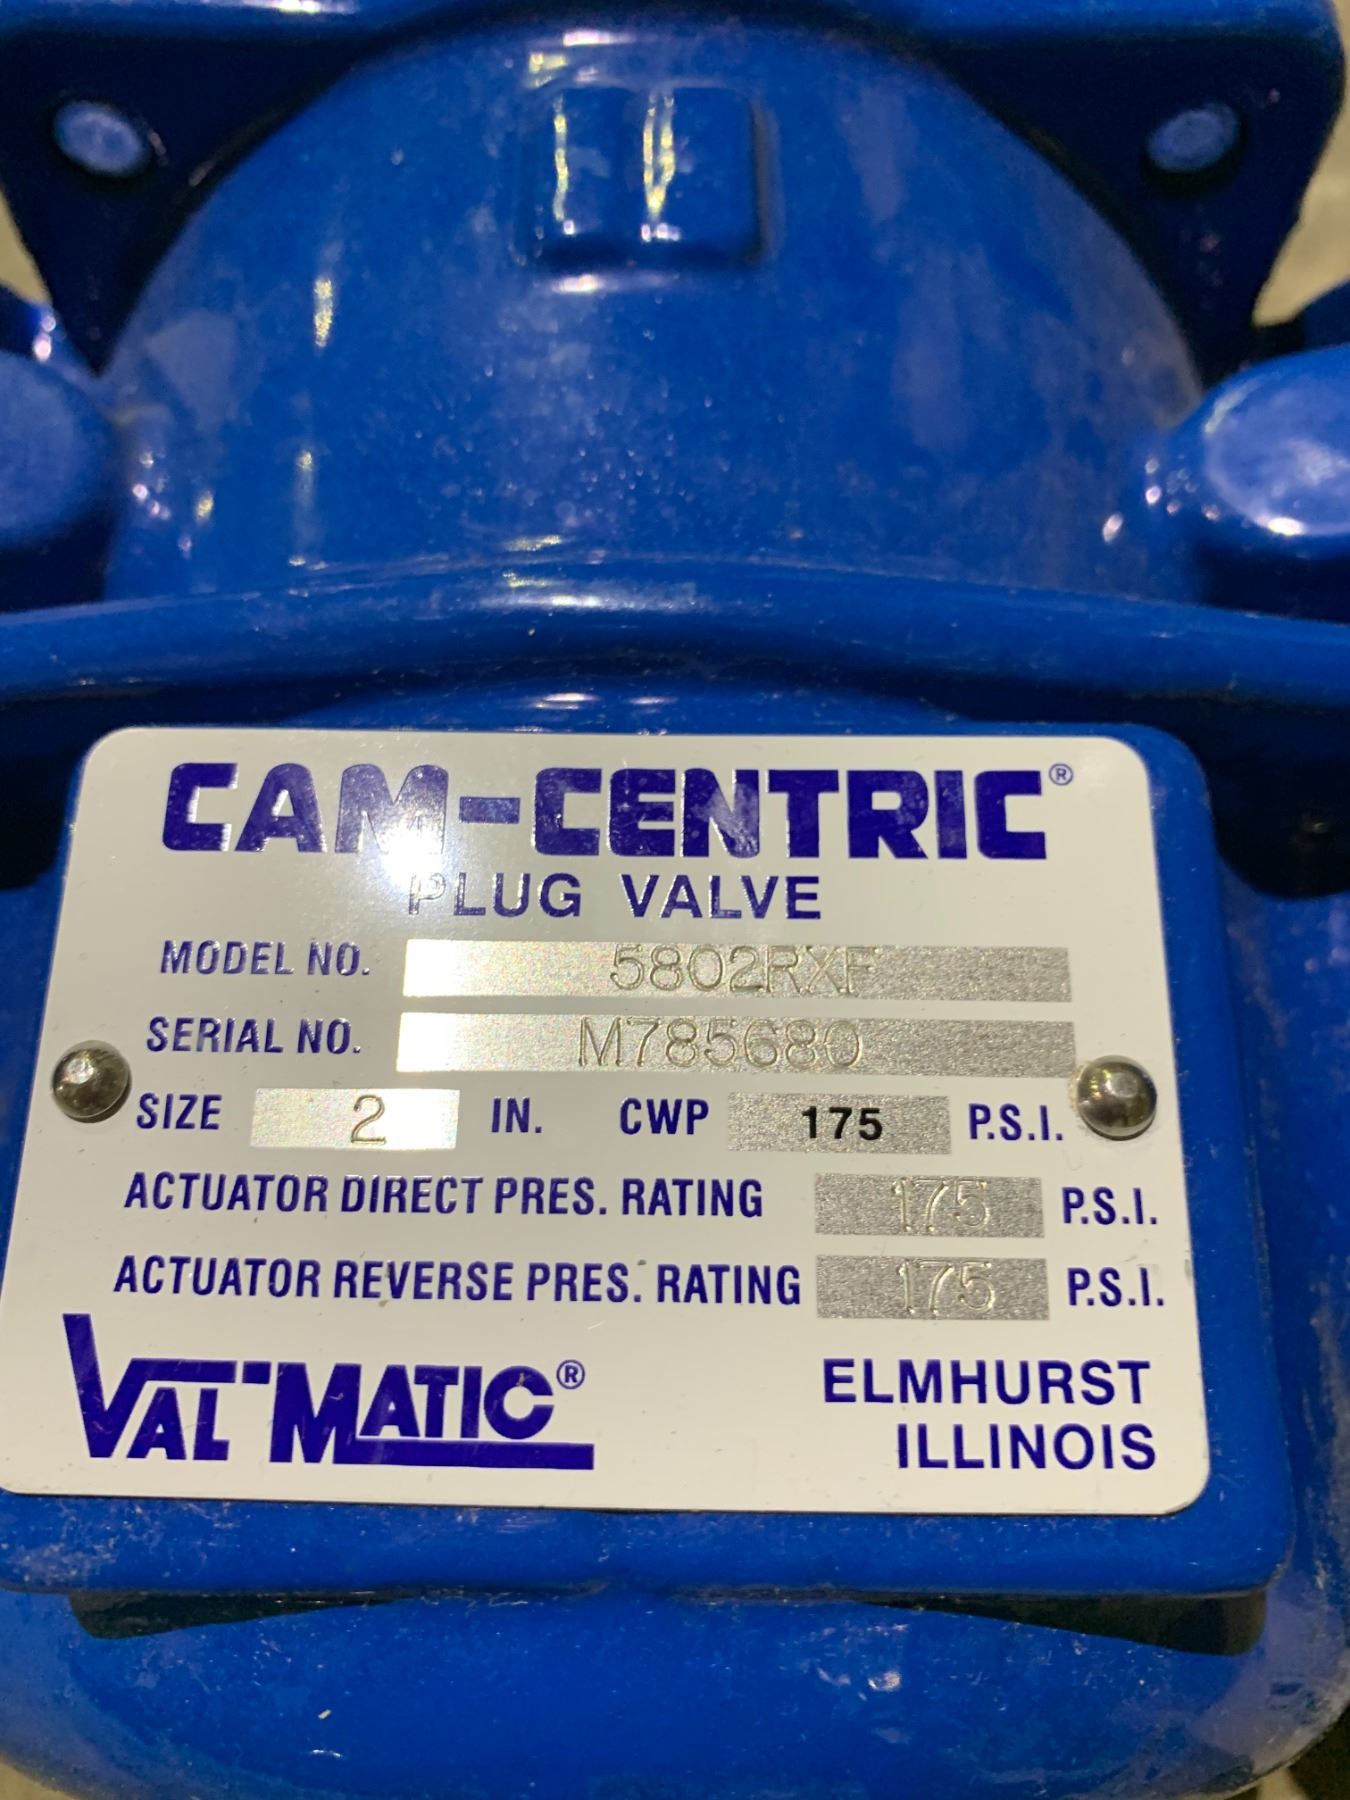 CAM-CENTRIC®
PLUG VALVE
MODEL NO. 5802RXF
SERIAL NO. M785680
SIZE 2 IN. CWP 175 P.S.I.
ACTUATOR DIRECT PRES. RATING 175 P.S.I.
ACTUATOR REVERSE PRES. RATING 175 P.S.I.
VAL-MATIC® ELMHURST
ILLINOIS